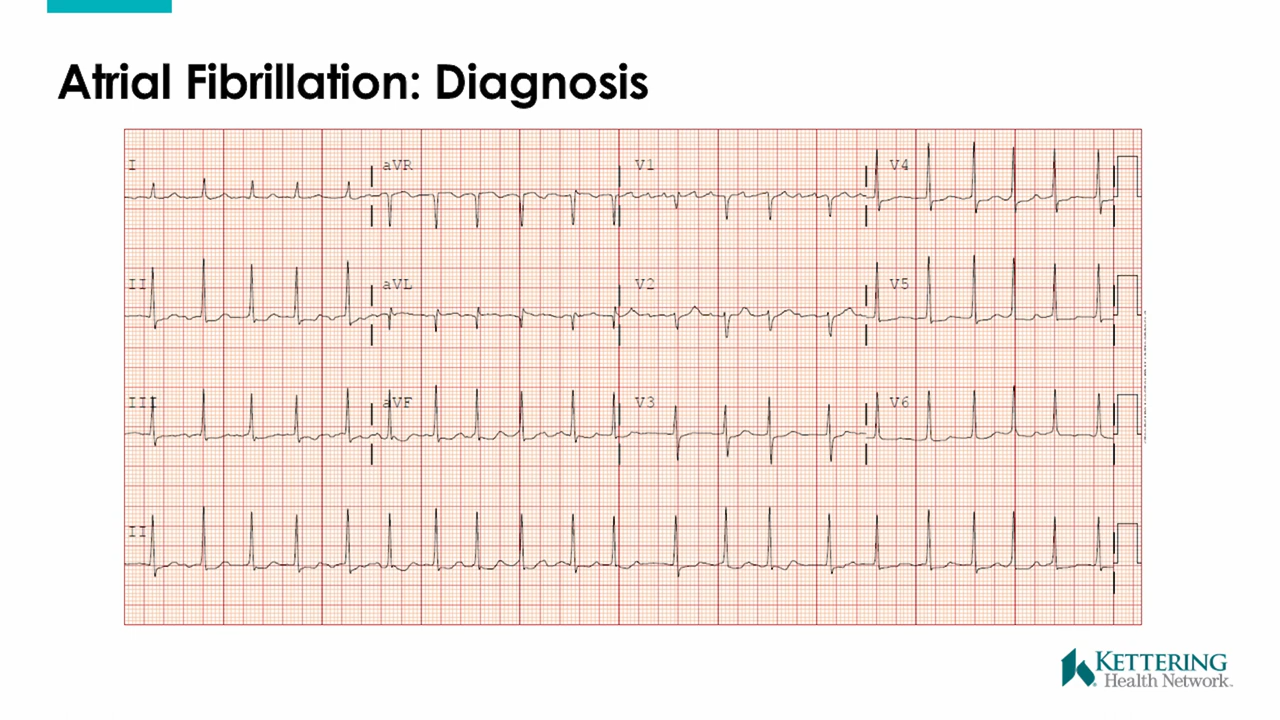 Atrial Fibrillation: Diagnosis
I aVR V1 V4
II aVL V2 V5
III aVF V3 V6
II
KETTERING
Health Network